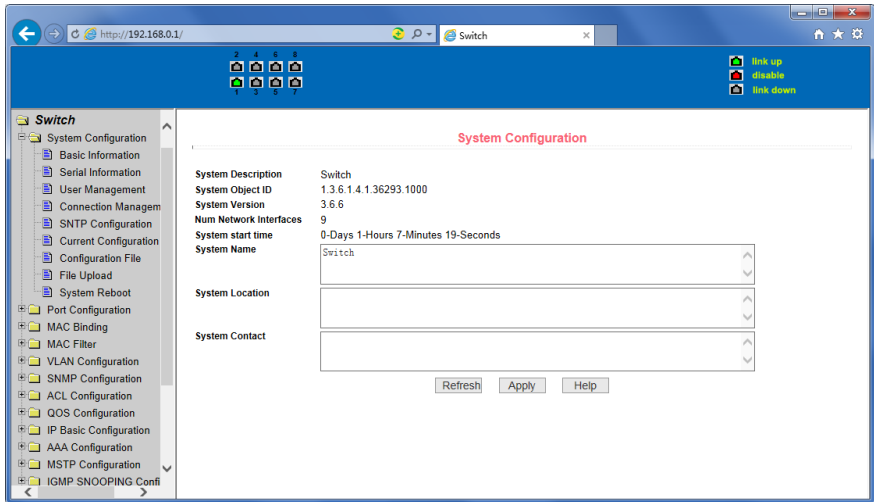 http://192.168.0.1/
Switch
2 4 6 8
1 3 5 7
link up
disable
link down
Switch
System Configuration
Basic Information
Serial Information
User Management
Connection Managem
SNTP Configuration
Current Configuration
Configuration File
File Upload
System Reboot
Port Configuration
MAC Binding
MAC Filter
VLAN Configuration
SNMP Configuration
ACL Configuration
QOS Configuration
IP Basic Configuration
AAA Configuration
MSTP Configuration
IGMP SNOOPING Confi
System Configuration
System Description Switch
System Object ID 1.3.6.1.4.1.36293.1000
System Version 3.6.6
Num Network Interfaces 9
System start time 0-Days 1-Hours 7-Minutes 19-Seconds
System Name Switch
System Location
System Contact
Refresh Apply Help